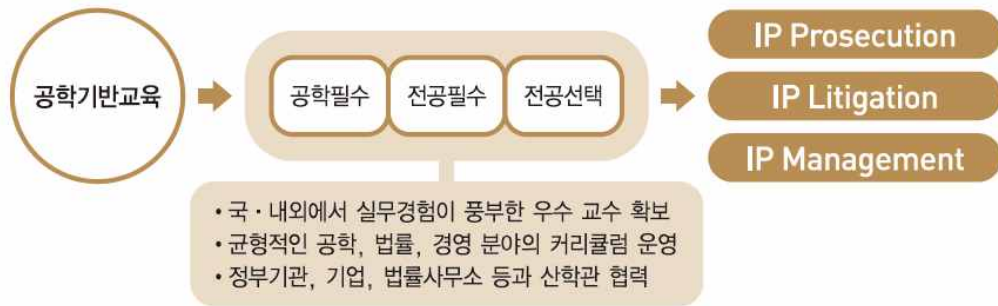 공학기반교육
공학필수
전공필수
전공선택
IP Prosecution
IP Litigation
IP Management
• 국 · 내외에서 실무경험이 풍부한 우수 교수 확보
• 균형적인 공학, 법률, 경영 분야의 커리큘럼 운영
• 정부기관, 기업, 법률사무소 등과 산학관 협력